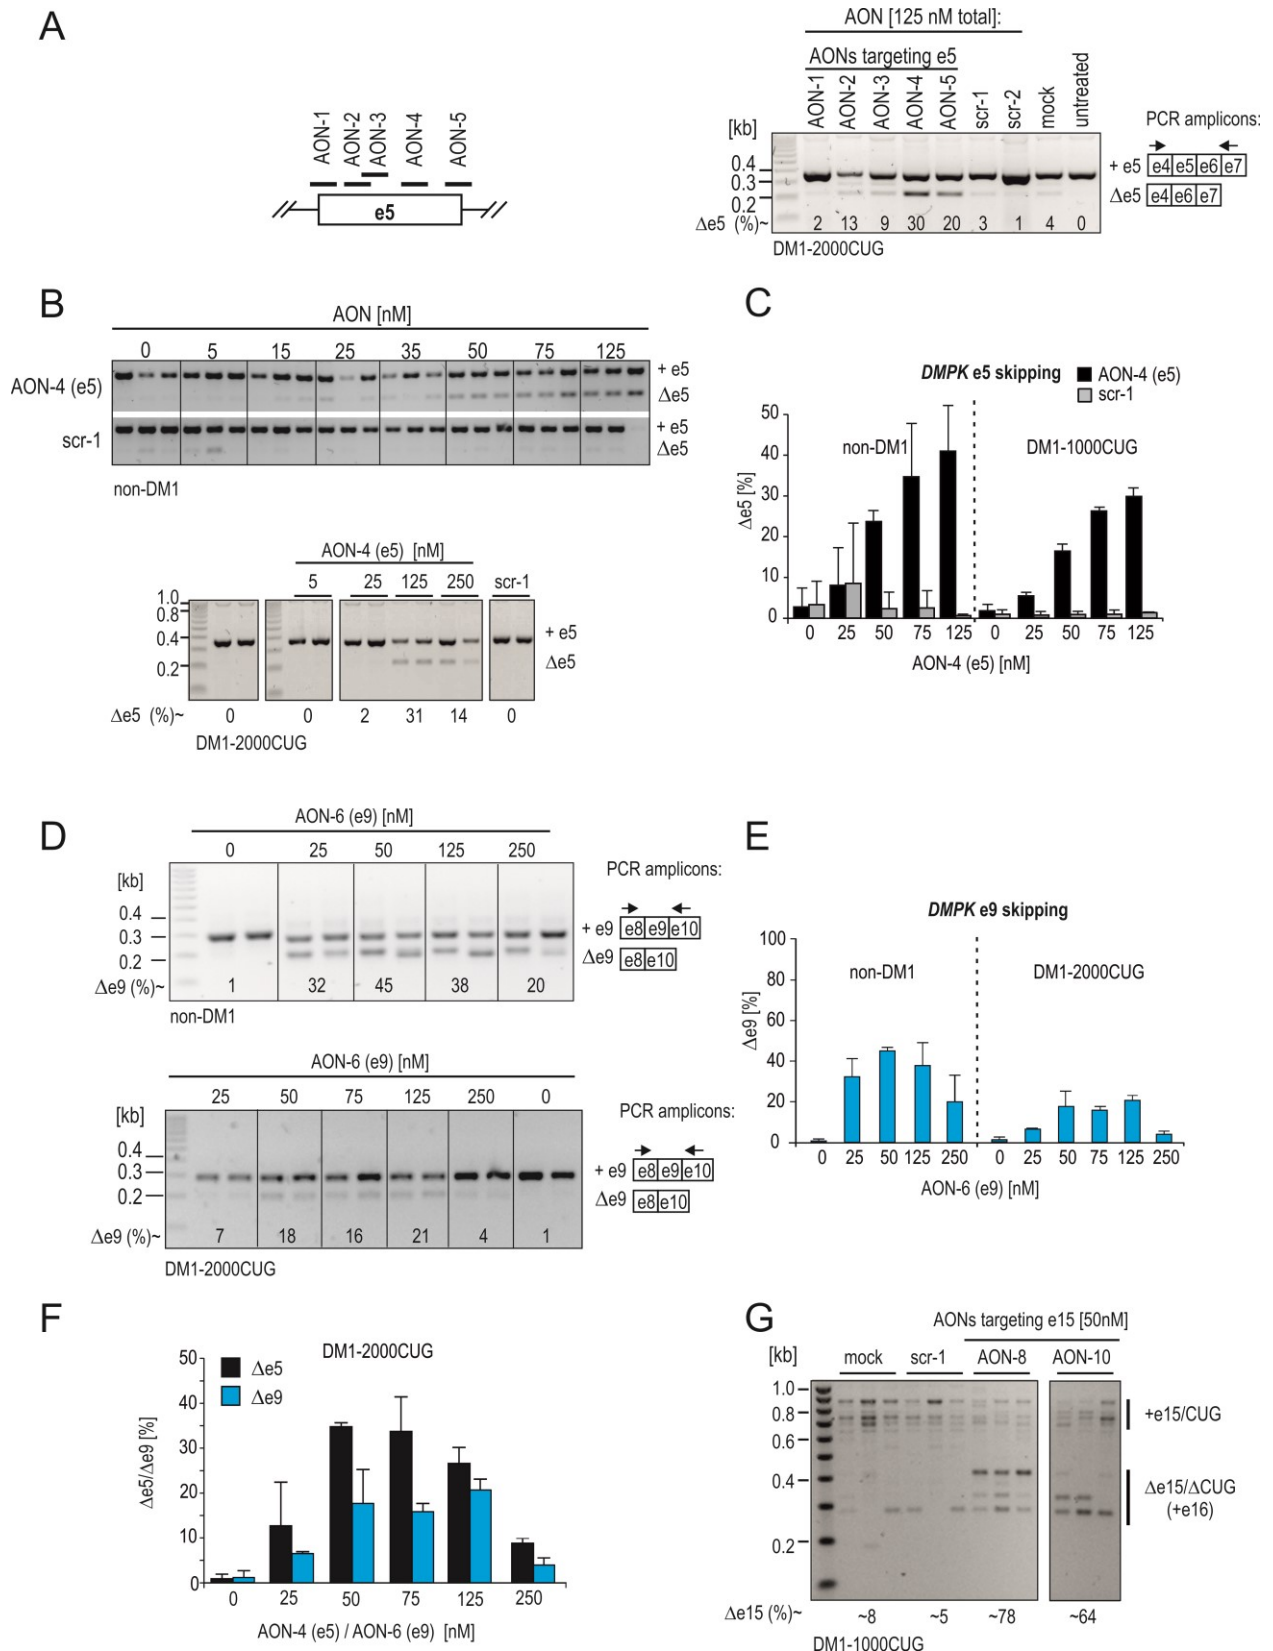 A
AON-1
AON-2
AON-3
AON-4
AON-5
e5
AON [125 nM total]:
AONs targeting e5
AON-1
AON-2
AON-3
AON-4
AON-5
scr-1
scr-2
mock
untreated
[kb]
0.4
0.3
0.2
+ e5
Δe5
PCR amplicons:
e4 e5 e6 e7
e4 e6 e7
Δe5 (%)~ 2 13 9 30 20 3 1 4 0
DM1-2000CUG
B
AON [nM]
0 5 15 25 35 50 75 125
AON-4 (e5)
+ e5
Δe5
scr-1
+ e5
Δe5
non-DM1
AON-4 (e5) [nM]
5 25 125 250 scr-1
1.0
0.8
0.4
0.2
+ e5
Δe5
Δe5 (%)~ 0 0 2 31 14 0
DM1-2000CUG
C
DMPK e5 skipping
AON-4 (e5)
scr-1
non-DM1
DM1-1000CUG
Δe5 [%]
50
40
30
20
10
0
0 25 50 75 125 0 25 50 75 125
AON-4 (e5) [nM]
D
AON-6 (e9) [nM]
0 25 50 125 250
[kb]
0.4
0.3
0.2
PCR amplicons:
+ e9 e8 e9 e10
Δe9 e8 e10
Δe9 (%)~ 1 32 45 38 20
non-DM1
AON-6 (e9) [nM]
25 50 75 125 250 0
[kb]
0.4
0.3
0.2
PCR amplicons:
+ e9 e8 e9 e10
Δe9 e8 e10
Δe9 (%)~ 7 18 16 21 4 1
DM1-2000CUG
E
DMPK e9 skipping
non-DM1
DM1-2000CUG
Δe9 [%]
100
80
60
40
20
0
0 25 50 125 250 0 25 50 75 125 250
AON-6 (e9) [nM]
F
DM1-2000CUG
Δe5
Δe9
Δe5/Δe9 [%]
50
40
30
20
10
0
0 25 50 75 125 250
AON-4 (e5) / AON-6 (e9) [nM]
G
AONs targeting e15 [50nM]
[kb]
mock scr-1 AON-8 AON-10
1.0
0.8
0.6
0.4
0.2
+e15/CUG
Δe15/ΔCUG
(+e16)
Δe15 (%)~ ~8 ~5 ~78 ~64
DM1-1000CUG